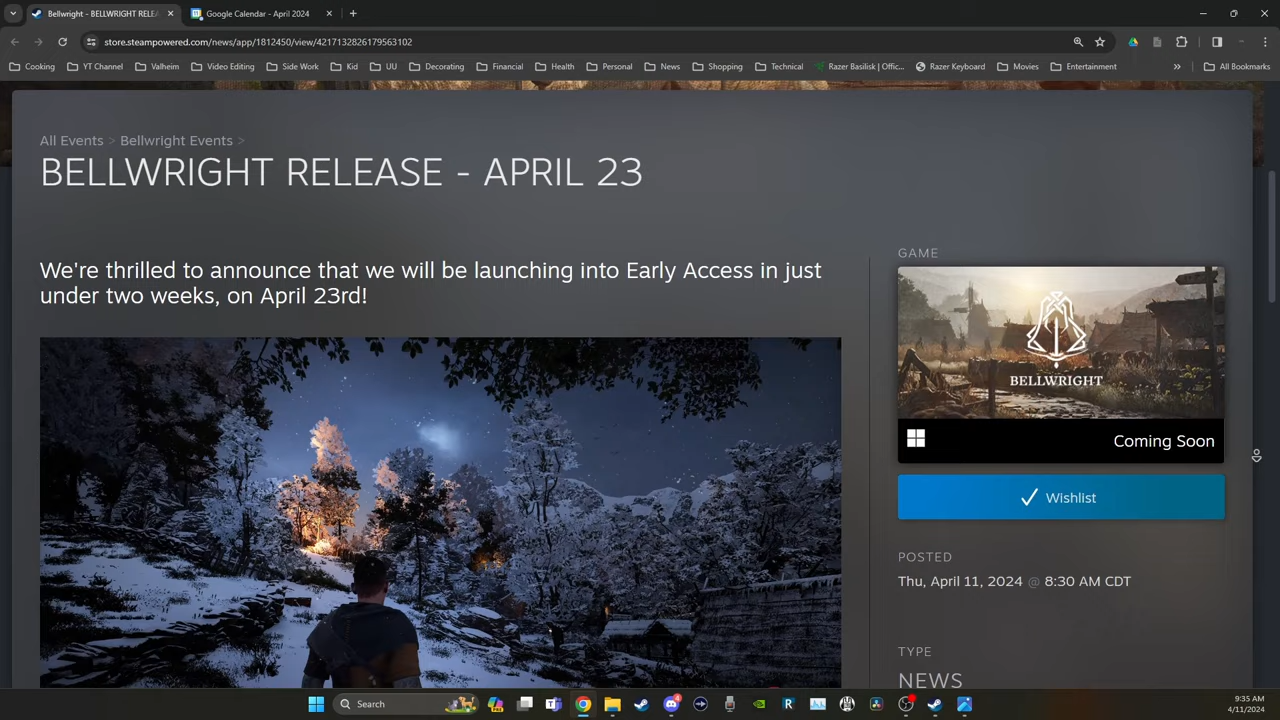 Bellwright - BELLWRIGHT RELEA
Google Calendar - April 2024
store.steampowered.com/news/app/1812450/view/4217132826179563102
Cooking
YT Channel
Valheim
Video Editing
Side Work
Kid
UU
Decorating
Financial
Health
Personal
News
Shopping
Technical
Razer Basilisk | Offic...
Razer Keyboard
Movies
Entertainment
»
All Bookmarks
All Events > Bellwright Events >
BELLWRIGHT RELEASE - APRIL 23
We're thrilled to announce that we will be launching into Early Access in just
under two weeks, on April 23rd!
GAME
BELLWRIGHT
Coming Soon
Wishlist
POSTED
Thu, April 11, 2024 @ 8:30 AM CDT
TYPE
NEWS
Search
4
9:35 AM
4/11/2024